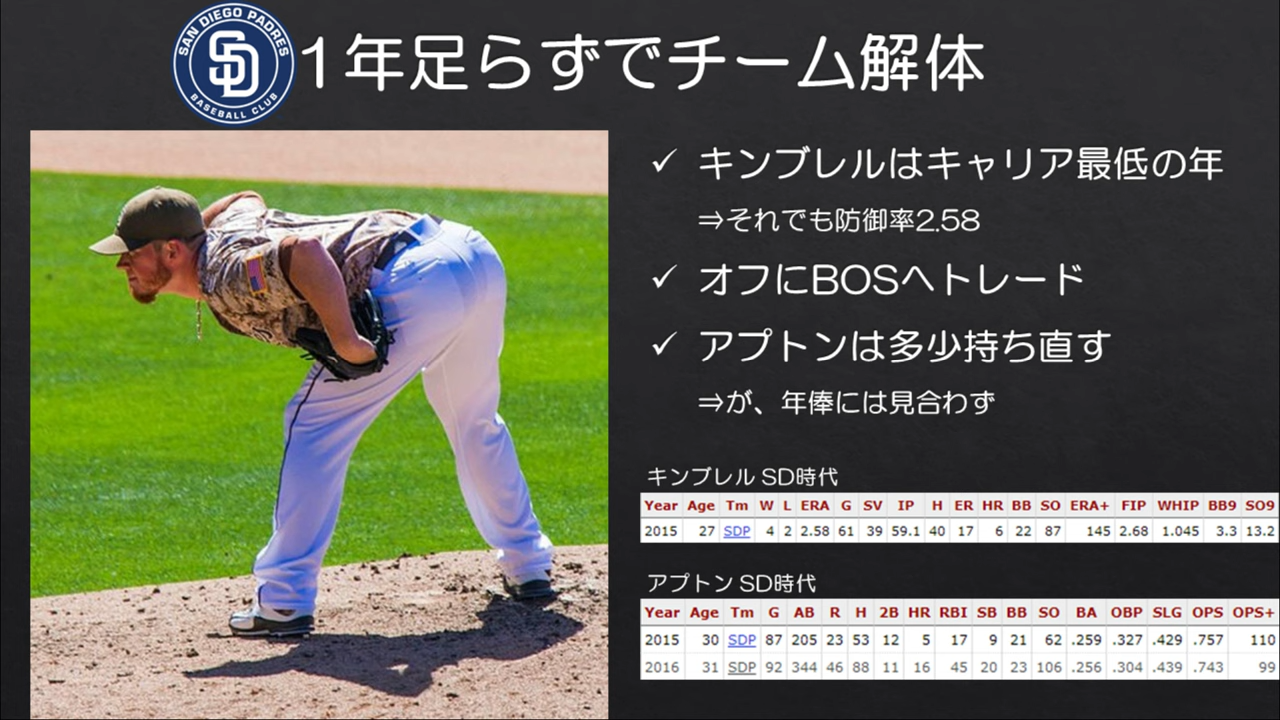 SAN DIEGO PADRES
SD
BASEBALL CLUB
1年足らずでチーム解体
✓ キンブレルはキャリア最低の年
⇒それでも防御率2.58
✓ オフにBOSへトレード
✓ アプトンは多少持ち直す
⇒が、年俸には見合わず
キンブレル SD時代
Year Age Tm W L ERA G SV IP H ER HR BB SO ERA+ FIP WHIP BB9 SO9
2015 27 SDP 4 2 2.58 61 39 59.1 40 17 6 22 87 145 2.68 1.045 3.3 13.2
アプトン SD時代
Year Age Tm G AB R H 2B HR RBI SB BB SO BA OBP SLG OPS OPS+
2015 30 SDP 87 205 23 53 12 5 17 9 21 62 .259 .327 .429 .757 110
2016 31 SDP 92 344 46 88 11 16 45 20 23 106 .256 .304 .439 .743 99